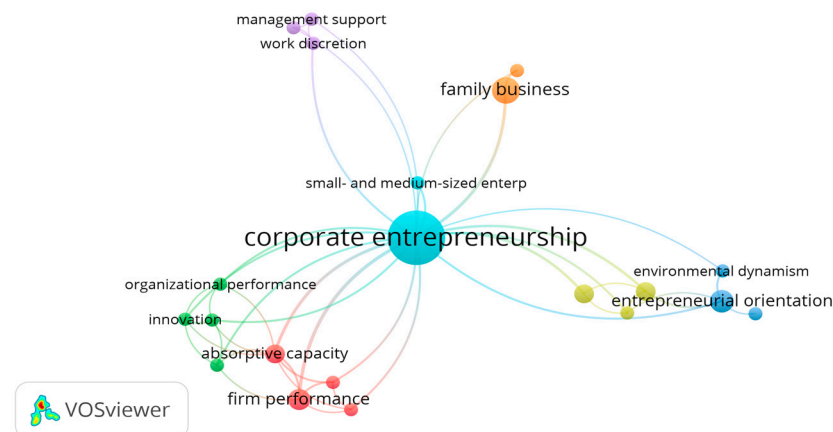 management support
work discretion
family business
small- and medium-sized enterp
corporate entrepreneurship
environmental dynamism
organizational performance
entrepreneurial orientation
innovation
absorptive capacity
firm performance
VOSviewer